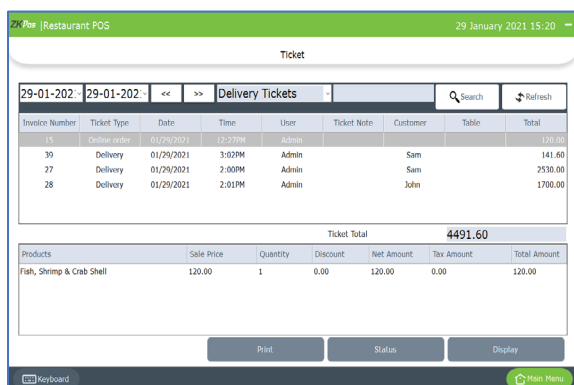 ZKPos |Restaurant POS 29 January 2021 15:20
Ticket
29-01-202 29-01-202 << >> Delivery Tickets Search Refresh
Invoice Number Ticket Type Date Time User Ticket Note Customer Table Total
15 Online order 01/29/2021 12:27PM Admin 120.00
39 Delivery 01/29/2021 3:02PM Admin Sam 141.60
27 Delivery 01/29/2021 2:00PM Admin Sam 2530.00
28 Delivery 01/29/2021 2:01PM Admin John 1700.00
Ticket Total 4491.60
Products Sale Price Quantity Discount Net Amount Tax Amount Total Amount
Fish, Shrimp & Crab Shell 120.00 1 0.00 120.00 0.00 120.00
Print Status Display
Keyboard Main Menu